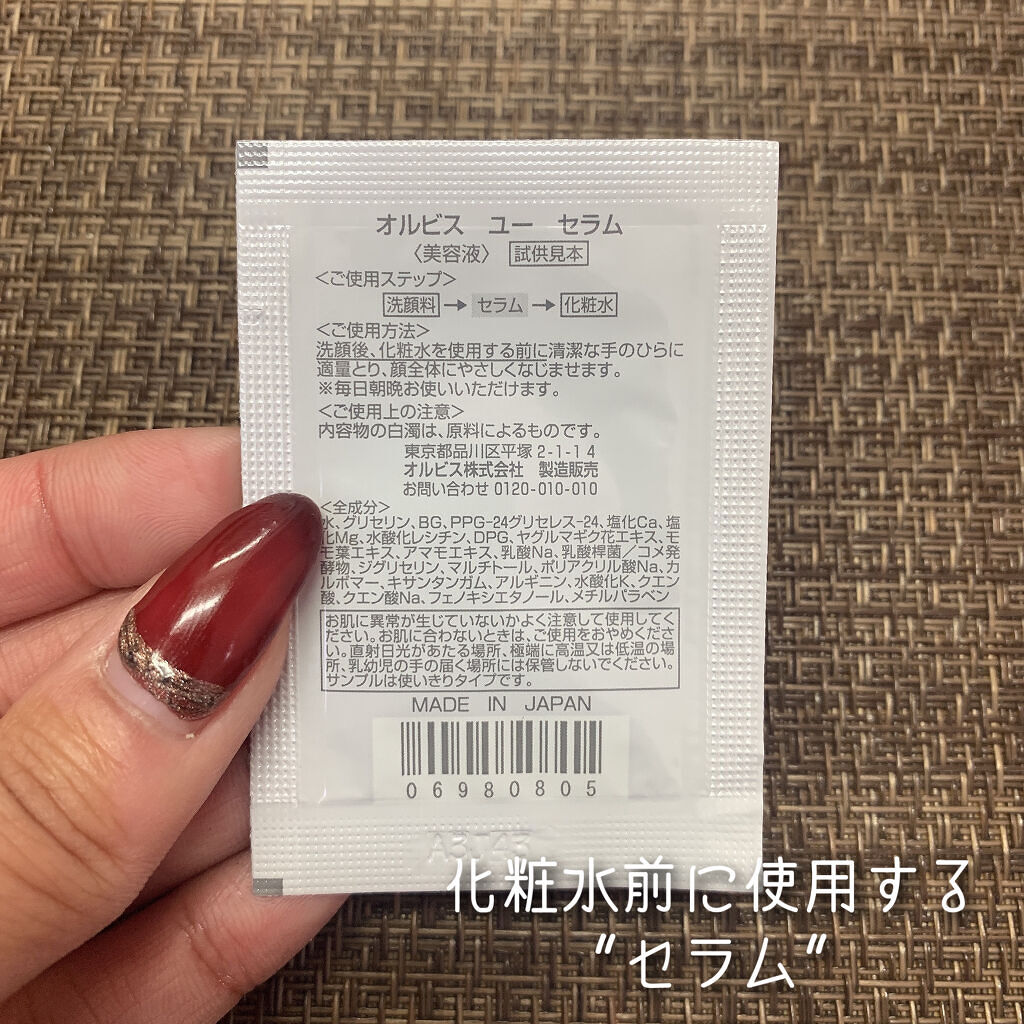 オルビス ユー セラム
〈美容液〉 試供見本
＜ご使用ステップ＞
洗顔料→セラム→化粧水
＜ご使用方法＞
洗顔後、化粧水を使用する前に清潔な手のひらに
適量とり、顔全体にやさしくなじませます。
※毎日朝晩お使いいただけます。
＜ご使用上の注意＞
内容物の白濁は、原料によるものです。
東京都品川区平塚 2-1-14
オルビス株式会社 製造販売
お問い合わせ 0120-010-010
＜全成分＞
水、グリセリン、BG、PPG-24グリセレス-24、塩化Ca、塩
化Mg、水酸化レシチン、DPG、ヤグルマギク花エキス、モ
モ葉エキス、アマモエキス、乳酸Na、乳酸桿菌／コメ発
酵物、ジグリセリン、マルチトール、ポリアクリル酸Na、カ
ルボマー、キサンタンガム、アルギニン、水酸化K、クエン
酸、クエン酸Na、フェノキシエタノール、メチルパラベン
お肌に異常が生じていないかよく注意して使用してく
ださい。お肌に合わないときは、ご使用をおやめくださ
い。直射日光があたる場所、極端に高温又は低温の場
所、乳幼児の手の届く場所には保管しないでください。
サンプルは使いきりタイプです。
MADE IN JAPAN
06980805
化粧水前に使用する
"セラム"